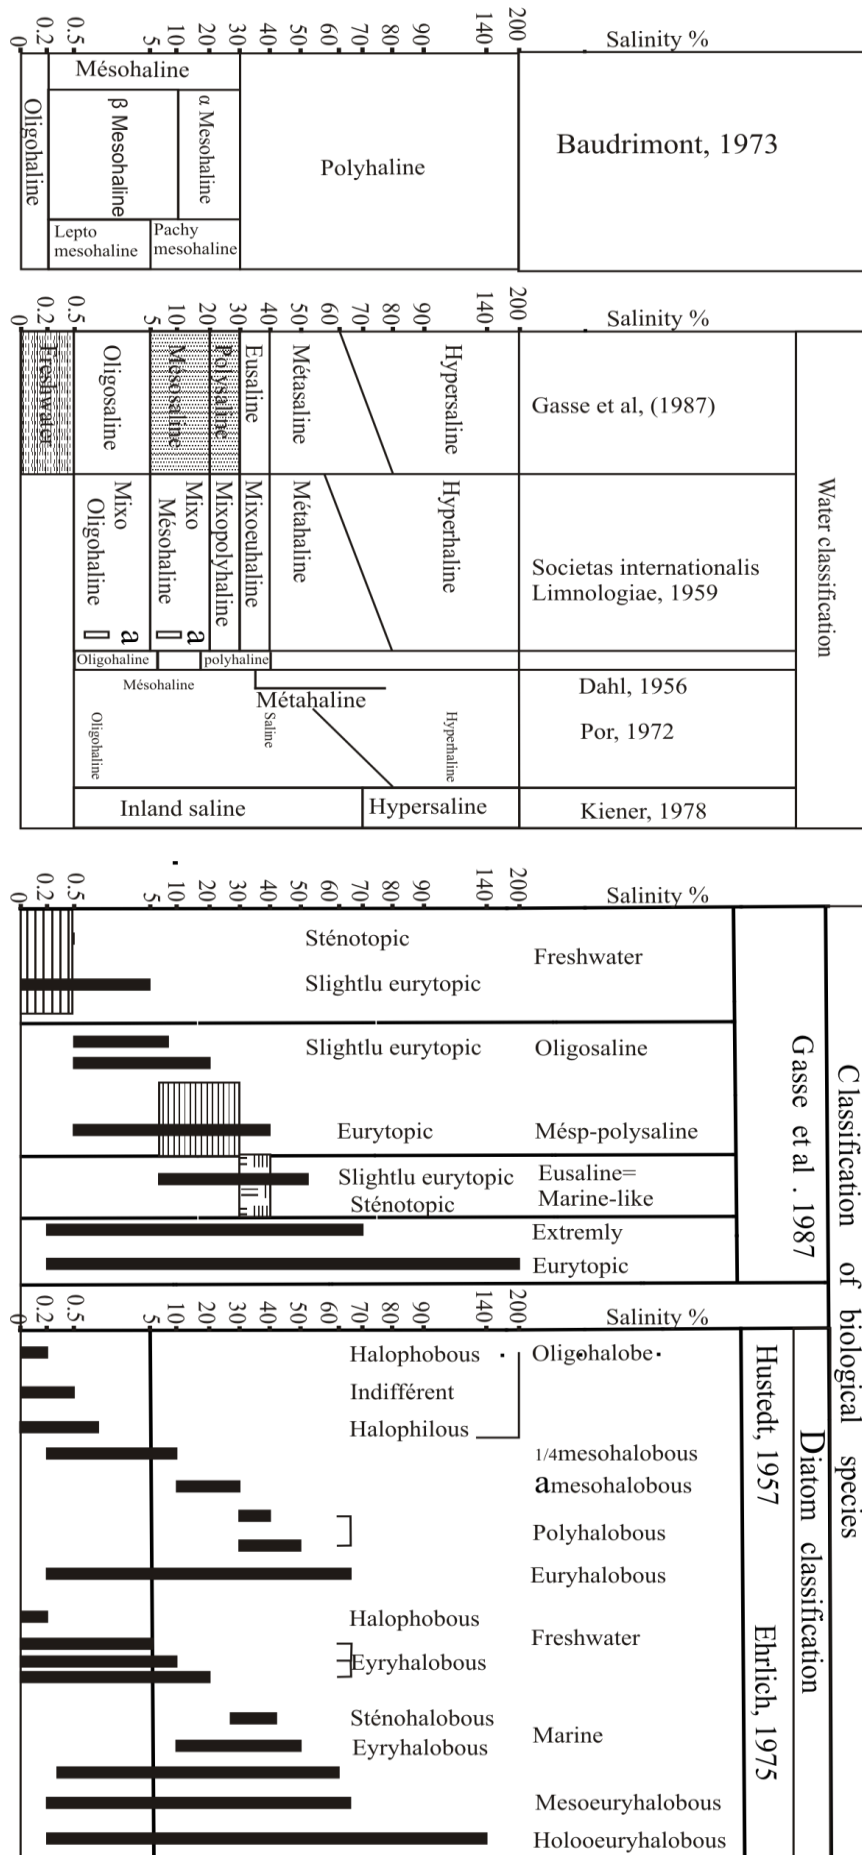 0 0.2 0.5 5 10 20 30 40 50 60 70 80 90 140 200 Salinity %
Mésohaline
Oligohaline
β Mesohaline
α Mesohaline
Polyhaline
Baudrimont, 1973
Lepto
mesohaline
Pachy
mesohaline
0 0.2 0.5 5 10 20 30 40 50 60 70 80 90 140 200 Salinity %
Freshwater
Oligosaline
Mésosaline
Polysaline
Eusaline
Métasaline
Hypersaline
Gasse et al, (1987)
Water classification
Mixo
Oligohaline
a
Mixo
Mésohaline
a
Mixopolyhaline
Mixoeuhaline
Métahaline
Hyperhaline
Societas internationalis
Limnologiae, 1959
Oligohaline
polyhaline
Mésohaline
Dahl, 1956
Métahaline
Oligohaline
Saline
Hyperhaline
Por, 1972
Inland saline
Hypersaline
Kiener, 1978
0 0.2 0.5 5 10 20 30 40 50 60 70 80 90 140 200 Salinity %
Sténotopic
Freshwater
Slightlu eurytopic
Slightlu eurytopic
Oligosaline
Eurytopic
Mésp-polysaline
Slightlu eurytopic
Sténotopic
Eusaline=
Marine-like
Extremly
Eurytopic
Gasse et al . 1987
Classification of biological species
0 0.2 0.5 5 10 20 30 40 50 60 70 80 90 140 200 Salinity %
Halophobous
Oligohalobe
Indifférent
Halophilous
1/4mesohalobous
amesohalobous
Polyhalobous
Euryhalobous
Hustedt, 1957
Diatom classification
Halophobous
Freshwater
Eyryhalobous
Sténohalobous
Eyryhalobous
Marine
Mesoeuryhalobous
Holooeuryhalobous
Ehrlich, 1975